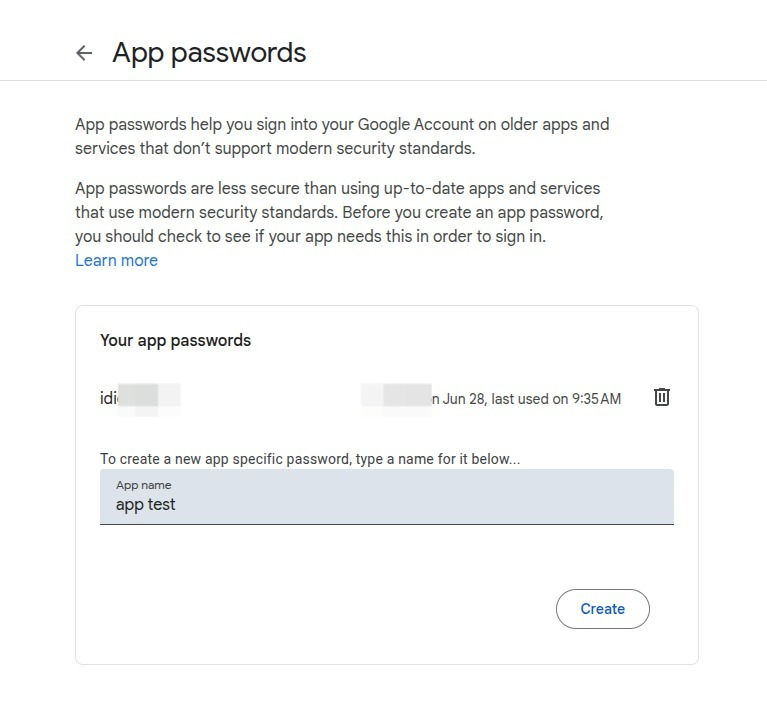 App passwords
App passwords help you sign into your Google Account on older apps and
services that don’t support modern security standards.
App passwords are less secure than using up-to-date apps and services
that use modern security standards. Before you create an app password,
you should check to see if your app needs this in order to sign in.
Learn more
Your app passwords
Jun 28, last used on 9:35 AM
To create a new app specific password, type a name for it below...
App name
app test
Create